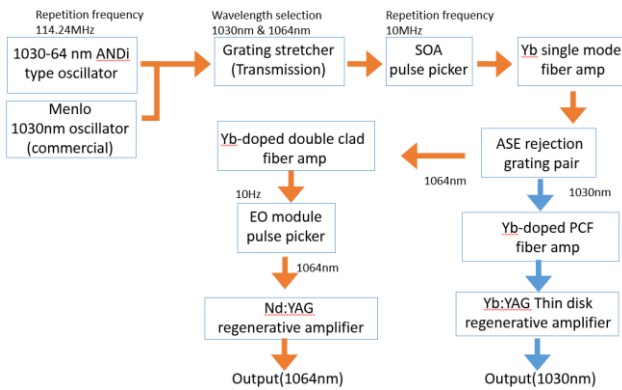 Repetition frequency
114.24MHz
Wavelength selection
1030nm & 1064nm
Repetition frequency
10MHz
1030-64 nm ANDi
type oscillator
Grating stretcher
(Transmission)
SOA
pulse picker
Yb single mode
fiber amp
Menlo
1030nm oscillator
(commercial)
Yb-doped double clad
fiber amp
ASE rejection
grating pair
1064nm
1030nm
10Hz
EO module
pulse picker
Yb-doped PCF
fiber amp
1064nm
Nd:YAG
regenerative amplifier
Yb:YAG Thin disk
regenerative amplifier
Output(1064nm)
Output(1030nm)